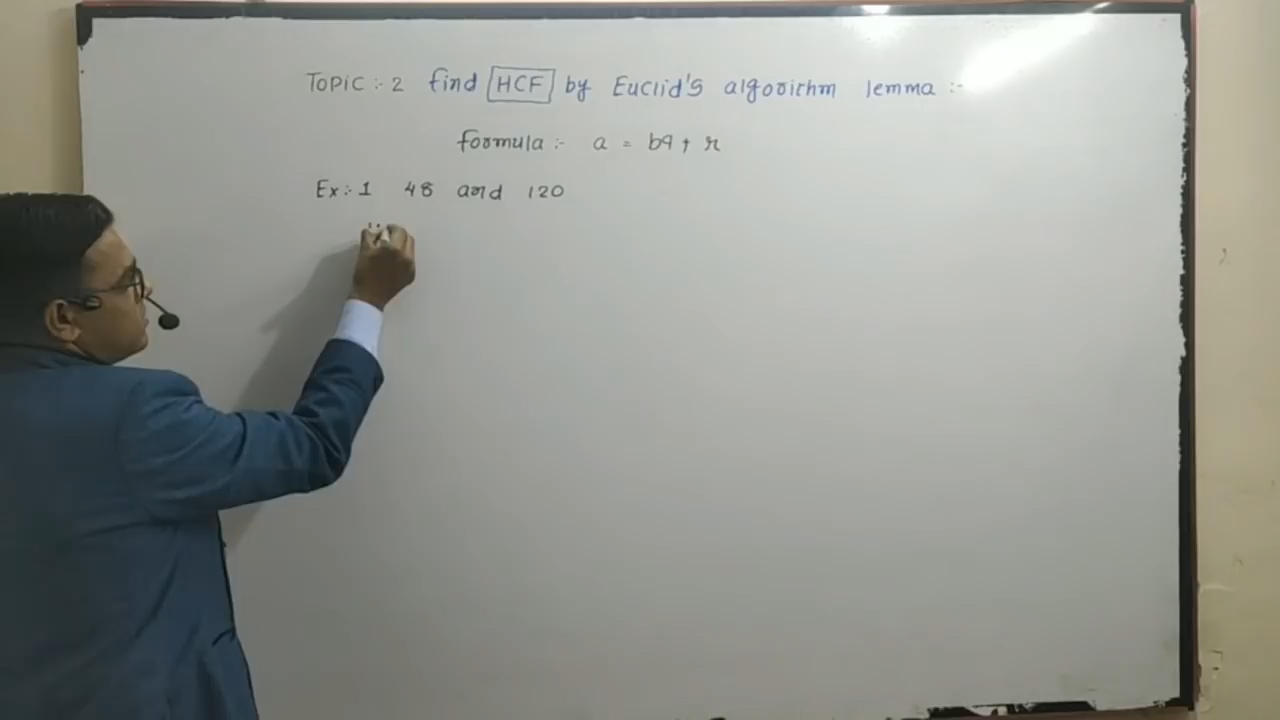 TOPIC :- 2 find HCF by Euclid's algorithm lemma :-
formula :- a = bq + r
Ex :- 1 48 and 120